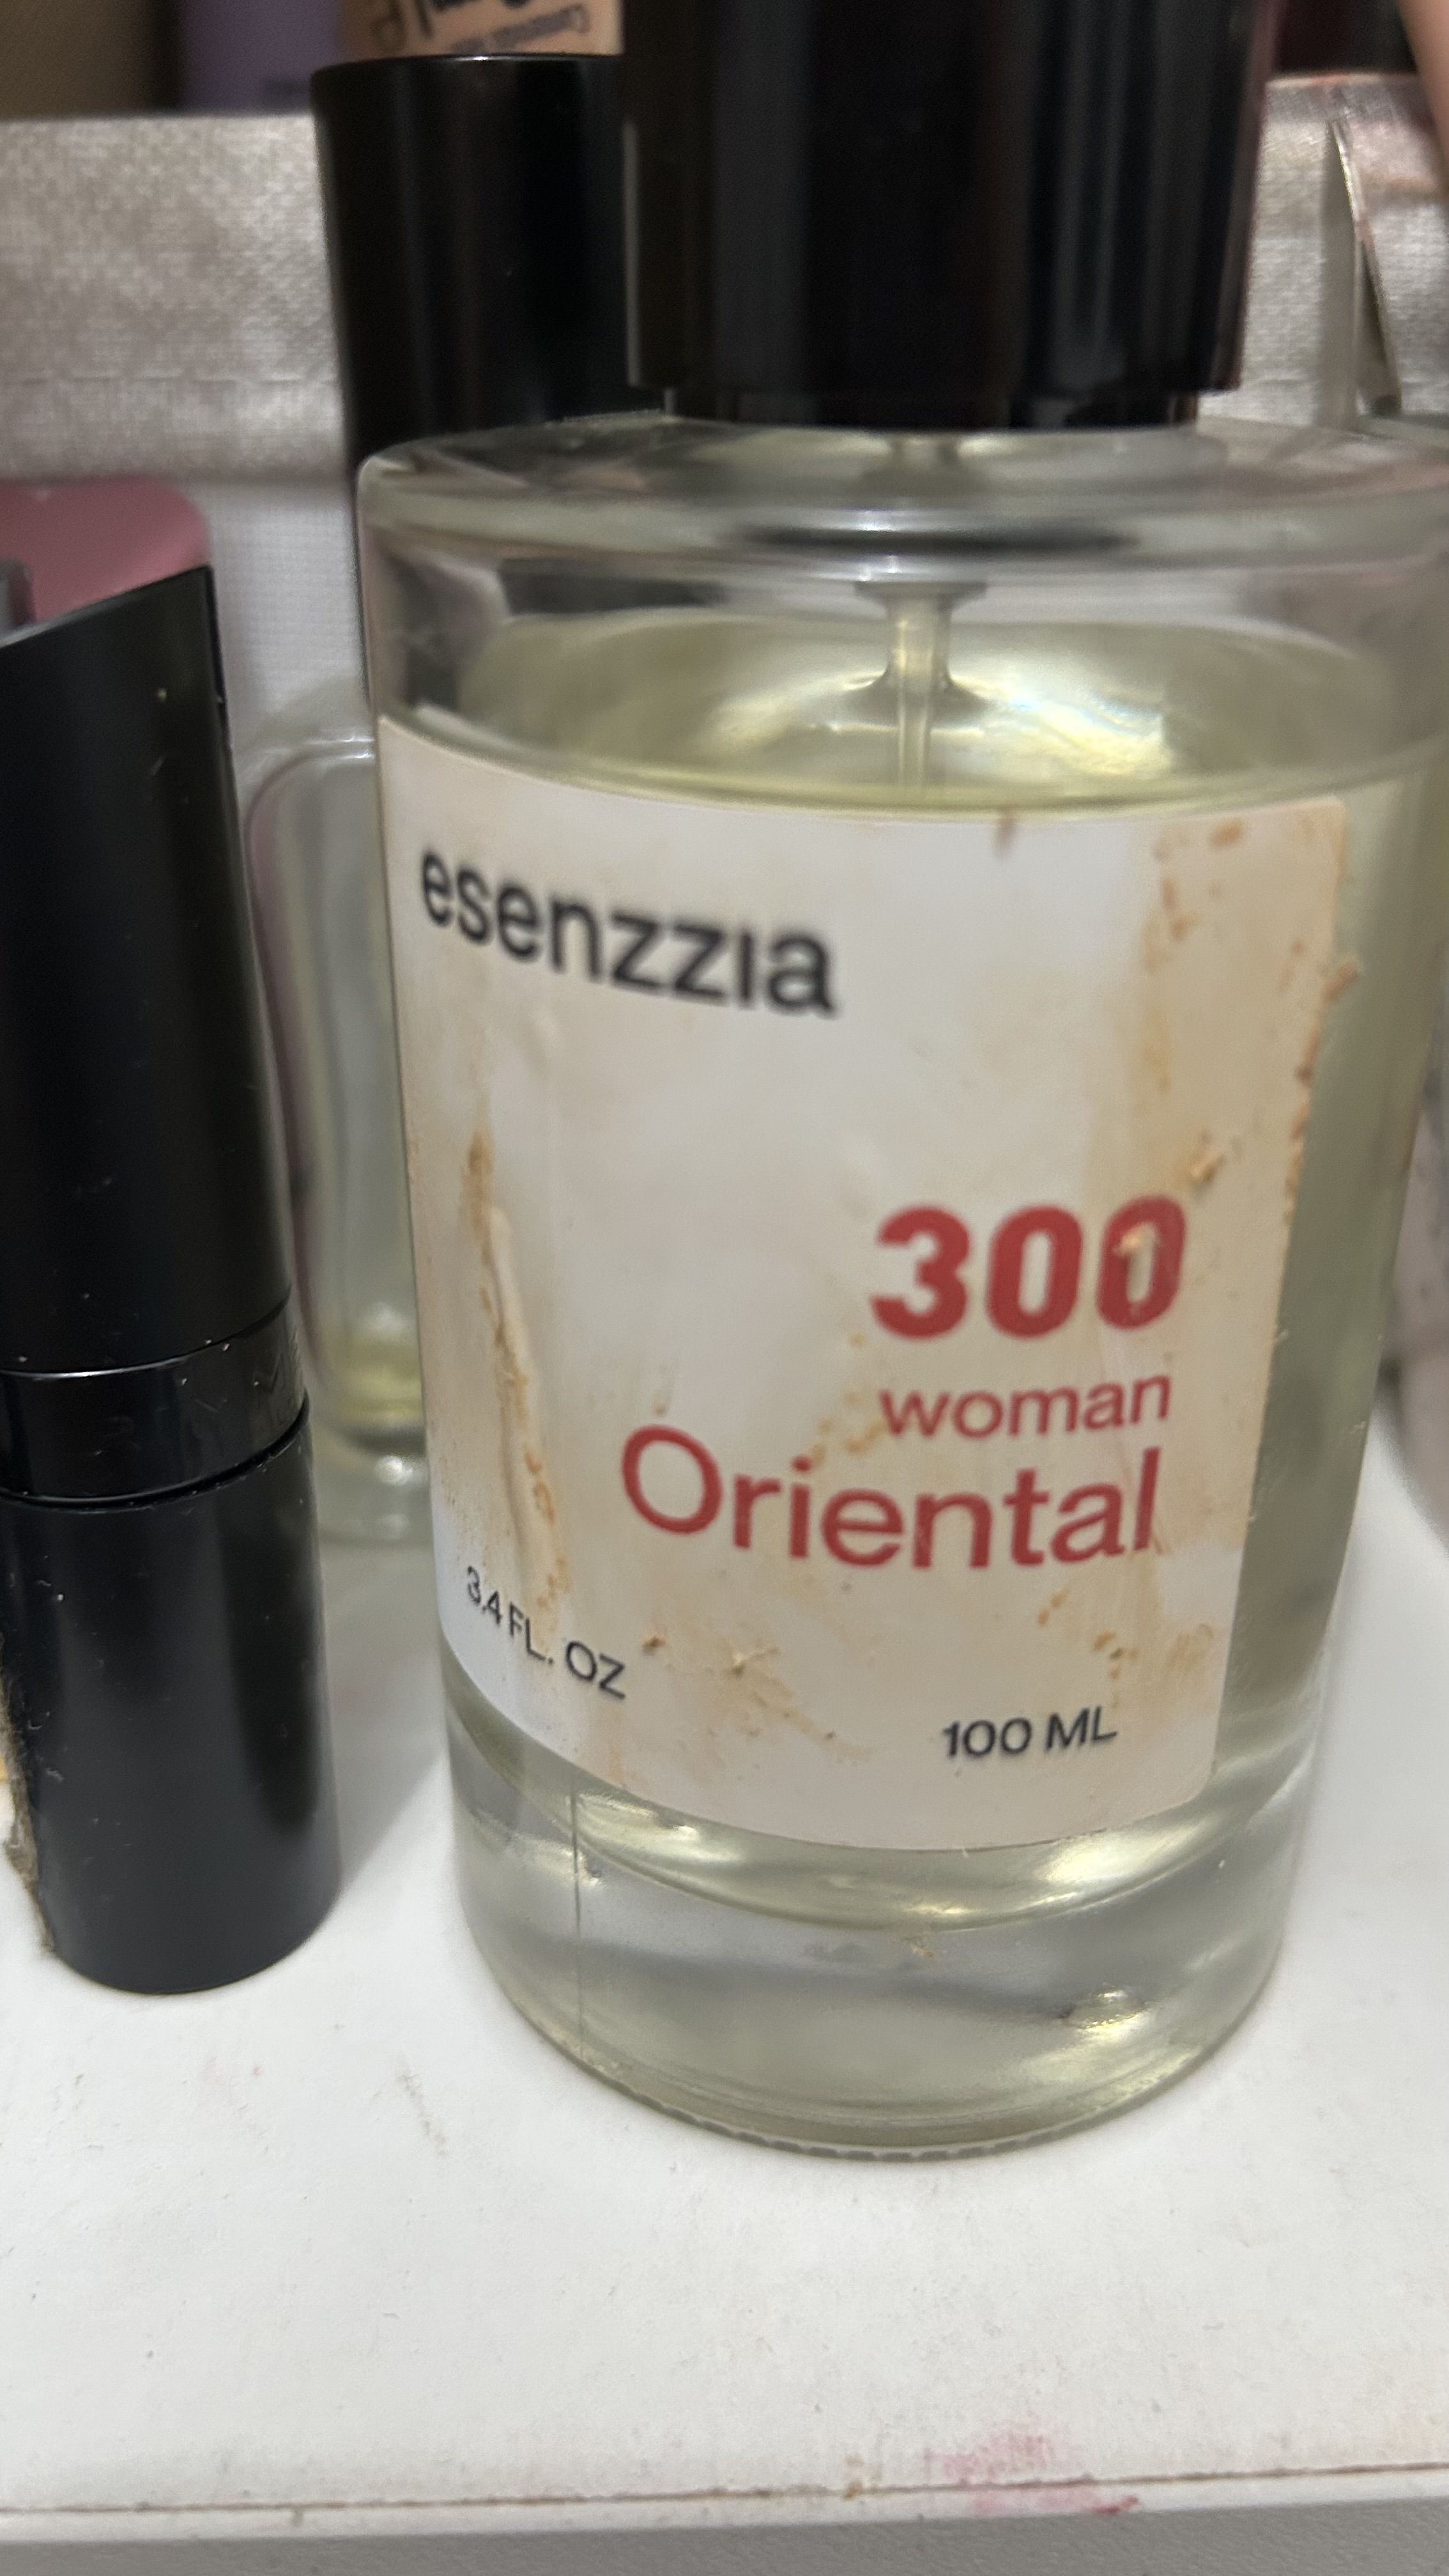 esenzzia
300
woman
Oriental
3.4 FL. OZ
100 ML